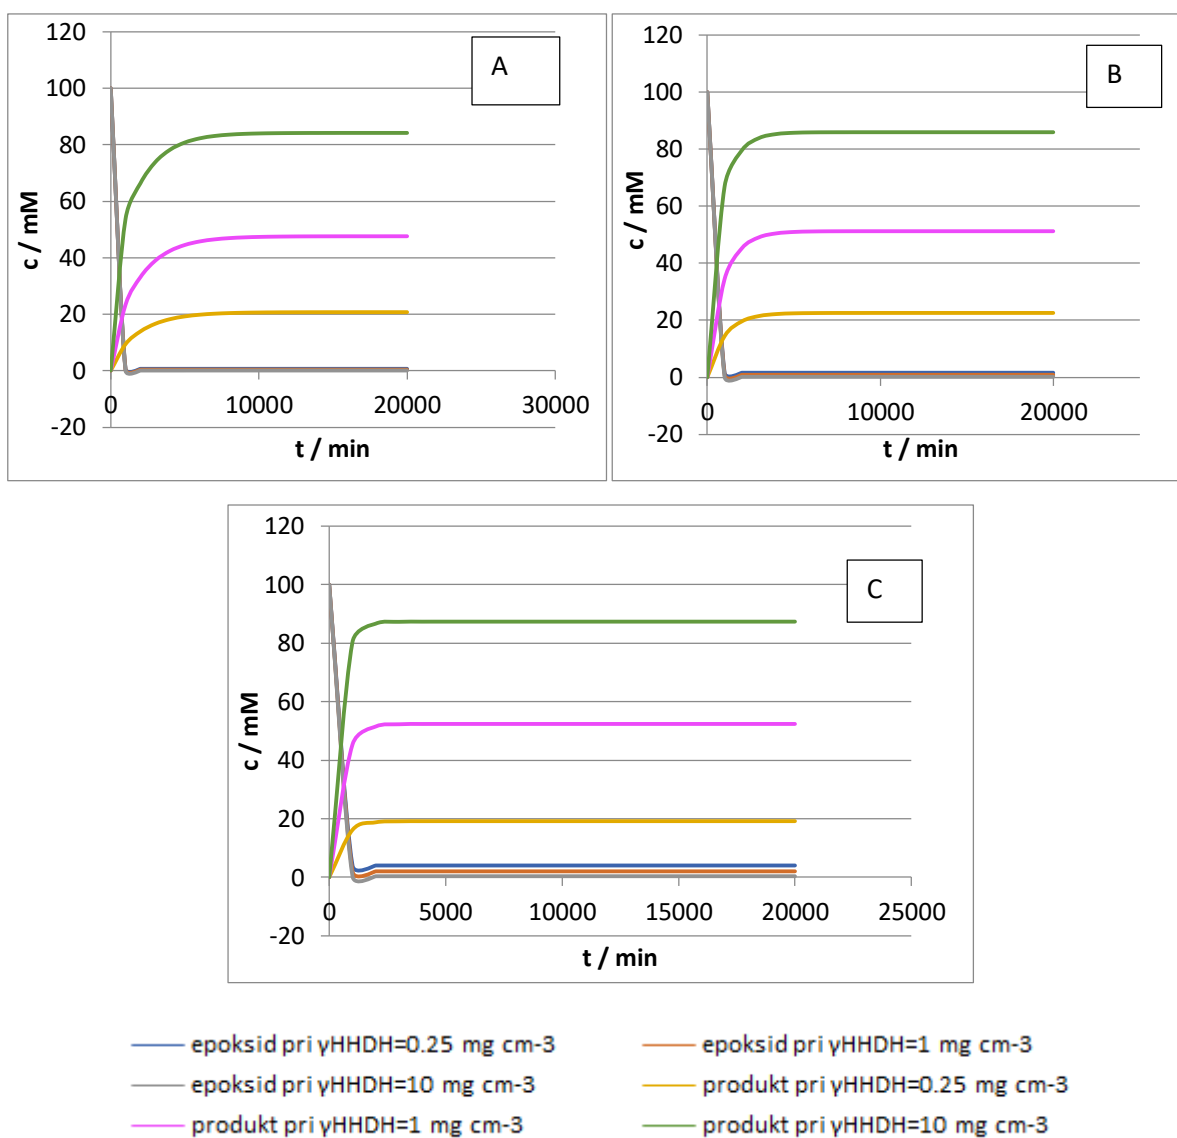 A
120
100
80
60
40
20
0
-20
c / mM
0 10000 20000 30000
t / min
B
120
100
80
60
40
20
0
-20
c / mM
0 10000 20000
t / min
C
120
100
80
60
40
20
0
-20
c / mM
0 5000 10000 15000 20000 25000
t / min
epoksid pri γHHDH=0.25 mg cm-3 epoksid pri γHHDH=1 mg cm-3
epoksid pri γHHDH=10 mg cm-3 produkt pri γHHDH=0.25 mg cm-3
produkt pri γHHDH=1 mg cm-3 produkt pri γHHDH=10 mg cm-3